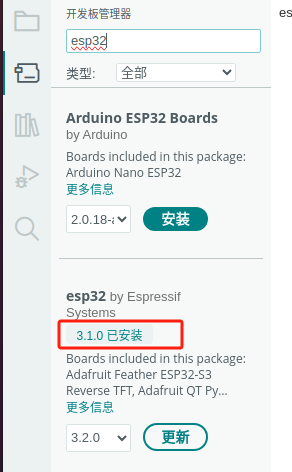 开发板管理器
es
esp32
类型:
全部
Arduino ESP32 Boards
by Arduino
Boards included in this package:
Arduino Nano ESP32
更多信息
2.0.18-a
安装
esp32 by Espressif
Systems
3.1.0 已安装
Boards included in this package:
Adafruit Feather ESP32-S3
Reverse TFT, Adafruit QT Py…
更多信息
3.2.0
更新